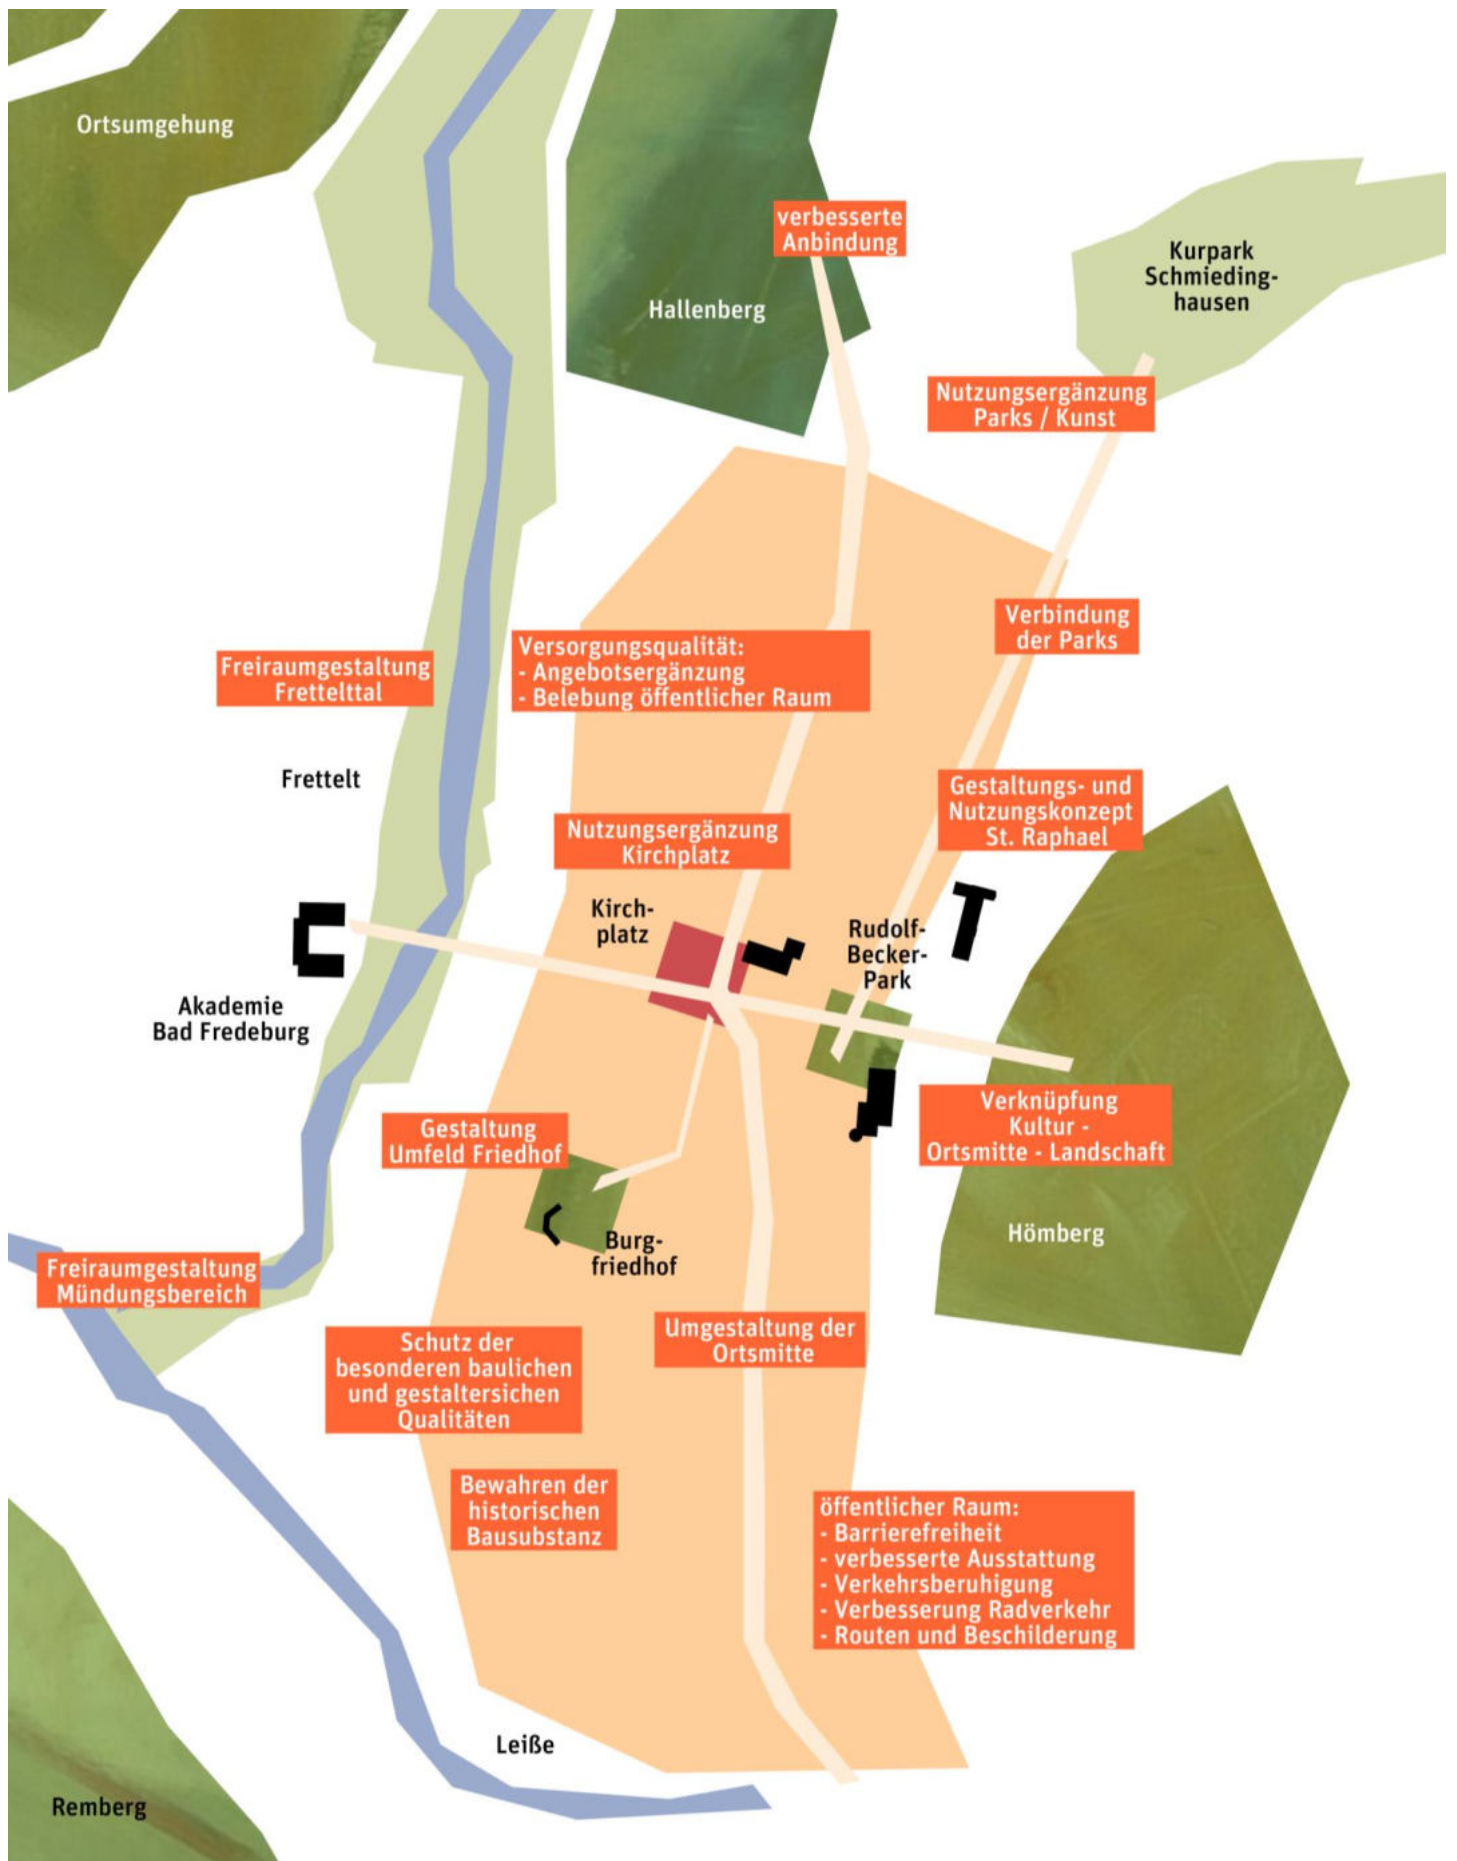 Ortsumgehung
verbesserte
Anbindung
Kurpark
Schmieding-
hausen
Hallenberg
Nutzungsergänzung
Parks / Kunst
Verbindung
der Parks
Versorgungsqualität:
- Angebotsergänzung
- Belebung öffentlicher Raum
Freiraumgestaltung
Frettelttal
Frettelt
Gestaltungs- und
Nutzungskonzept
St. Raphael
Nutzungsergänzung
Kirchplatz
Kirch-
platz
Rudolf-
Becker-
Park
Akademie
Bad Fredeburg
Gestaltung
Umfeld Friedhof
Verknüpfung
Kultur -
Ortsmitte - Landschaft
Hömberg
Burg-
friedhof
Freiraumgestaltung
Mündungsbereich
Schutz der
besonderen baulichen
und gestaltersichen
Qualitäten
Umgestaltung der
Ortsmitte
Bewahren der
historischen
Bausubstanz
öffentlicher Raum:
- Barrierefreiheit
- verbesserte Ausstattung
- Verkehrsberuhigung
- Verbesserung Radverkehr
- Routen und Beschilderung
Leiße
Remberg